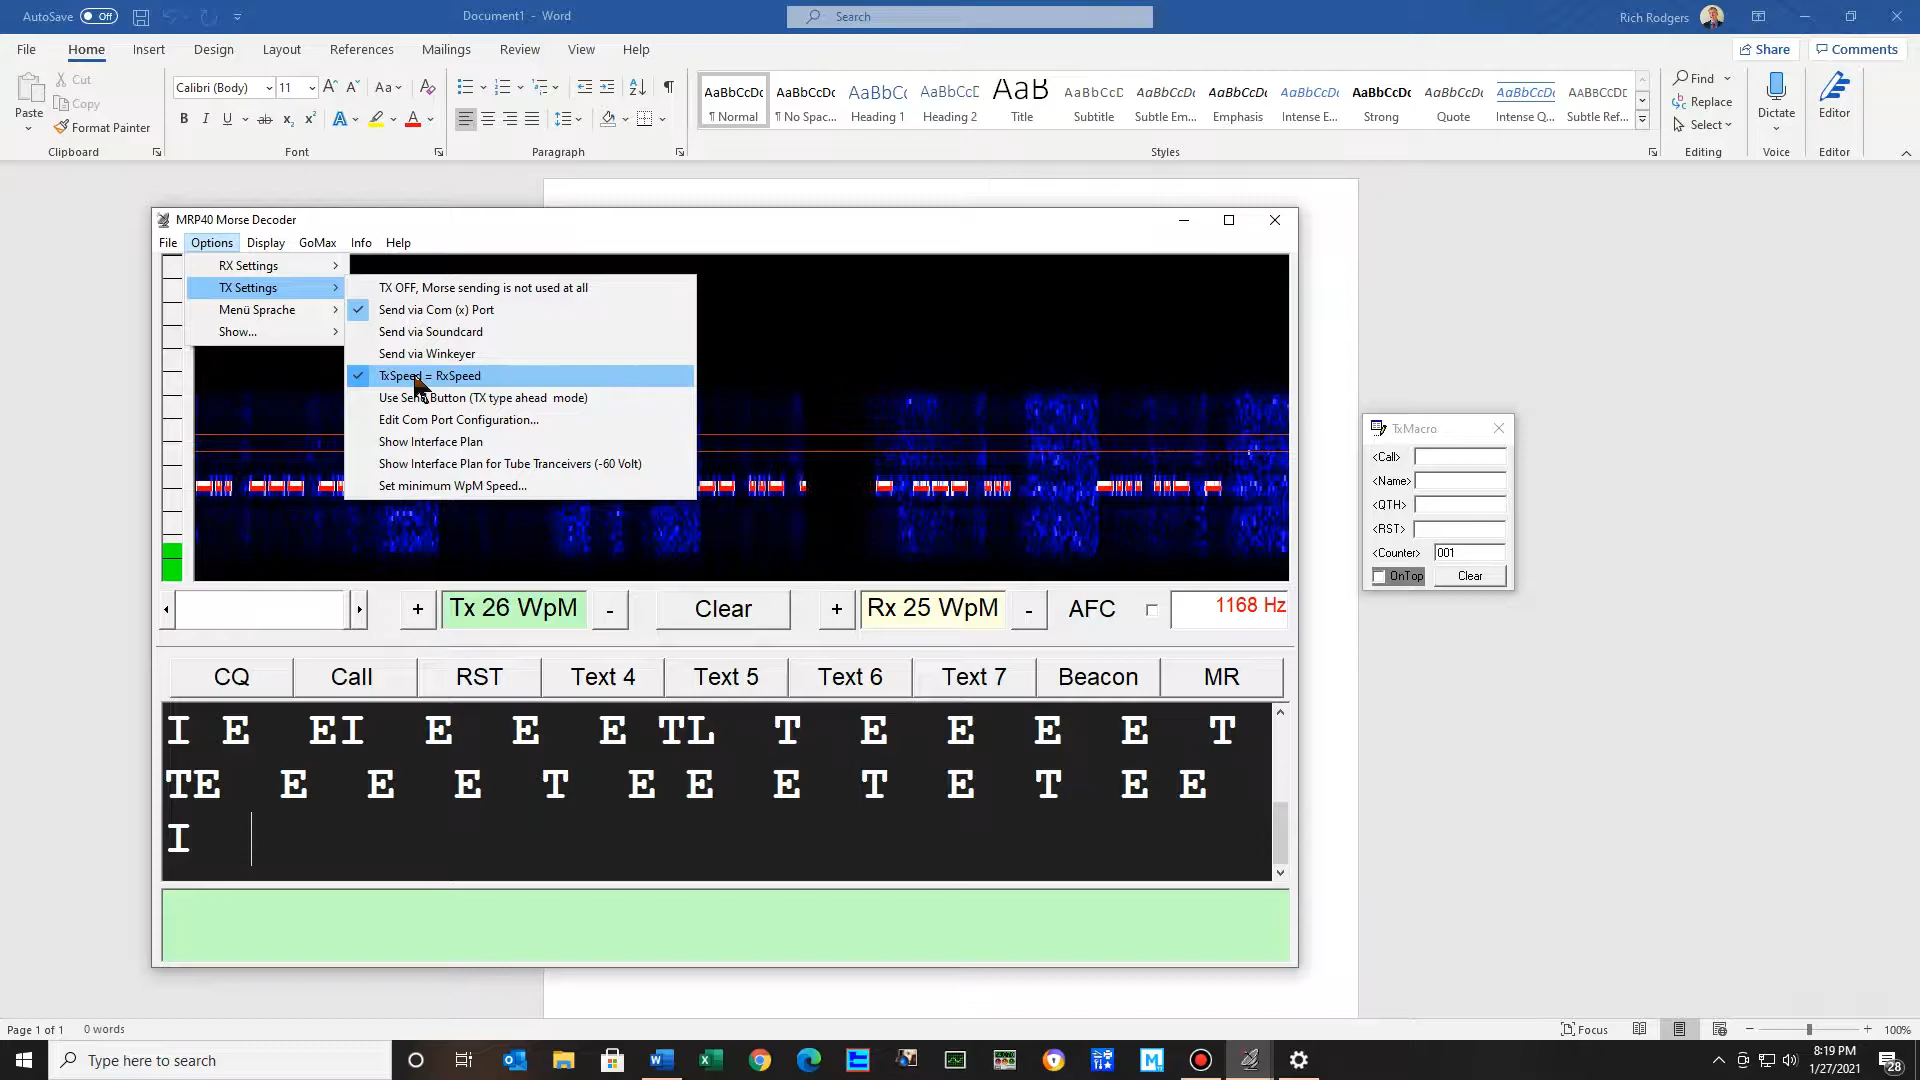 AutoSave Off
Document1 - Word
Search
Rich Rodgers
File Home Insert Design Layout References Mailings Review View Help
Share Comments
Paste
Cut
Copy
Format Painter
Clipboard
Calibri (Body) 11
Font
Paragraph
AaBbCcDc AaBbCcDc AaBbCc AaBbCcC AaB AaBbCcC AaBbCcDc AaBbCcDc AaBbCcDc AaBbCcDc AaBbCcDc AaBbCcDc AABBCCDC
¶ Normal ¶ No Spac... Heading 1 Heading 2 Title Subtitle Subtle Em... Emphasis Intense E... Strong Quote Intense Q... Subtle Ref...
Styles
Find
Replace
Select
Editing
Dictate
Voice
Editor
Editor
MRP40 Morse Decoder
File Options Display GoMax Info Help
RX Settings
TX Settings
Menü Sprache
Show...
TX OFF, Morse sending is not used at all
Send via Com (x) Port
Send via Soundcard
Send via Winkeyer
TxSpeed = RxSpeed
Use Send Button (TX type ahead mode)
Edit Com Port Configuration...
Show Interface Plan
Show Interface Plan for Tube Tranceivers (-60 Volt)
Set minimum WpM Speed...
+ Tx 26 WpM - Clear + Rx 25 WpM - AFC 1168 Hz
CQ Call RST Text 4 Text 5 Text 6 Text 7 Beacon MR
I E EI E E E TL T E E E E T
TE E E E T E E E T E T E E
I
TxMacro
<Call>
<Name>
<QTH>
<RST>
<Counter> 001
OnTop Clear
Page 1 of 1 0 words
Focus
100%
Type here to search
8:19 PM
1/27/2021
28